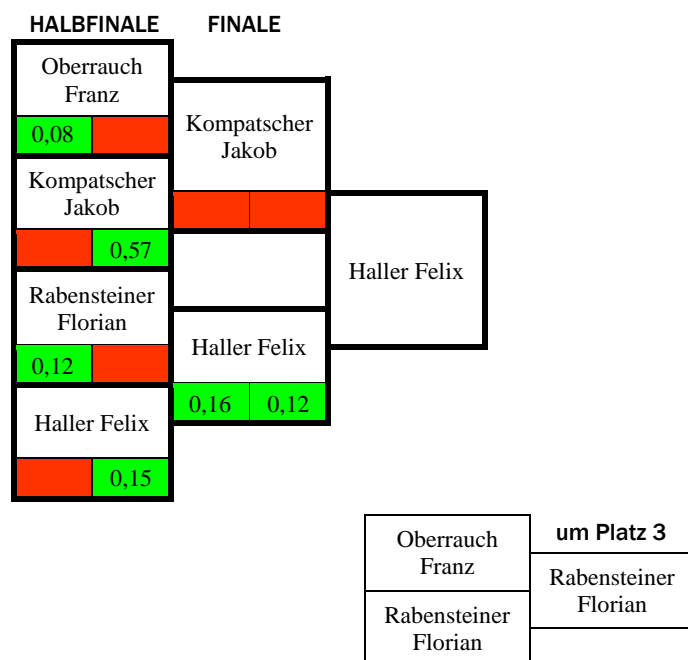 HALBFINALE FINALE
Oberrauch
Franz
0,08
Kompatscher
Jakob
0,57
Rabensteiner
Florian
0,12
Haller Felix
0,15
Kompatscher
Jakob
Haller Felix
0,16 0,12
Haller Felix
um Platz 3
Oberrauch
Franz
Rabensteiner
Florian
Rabensteiner
Florian